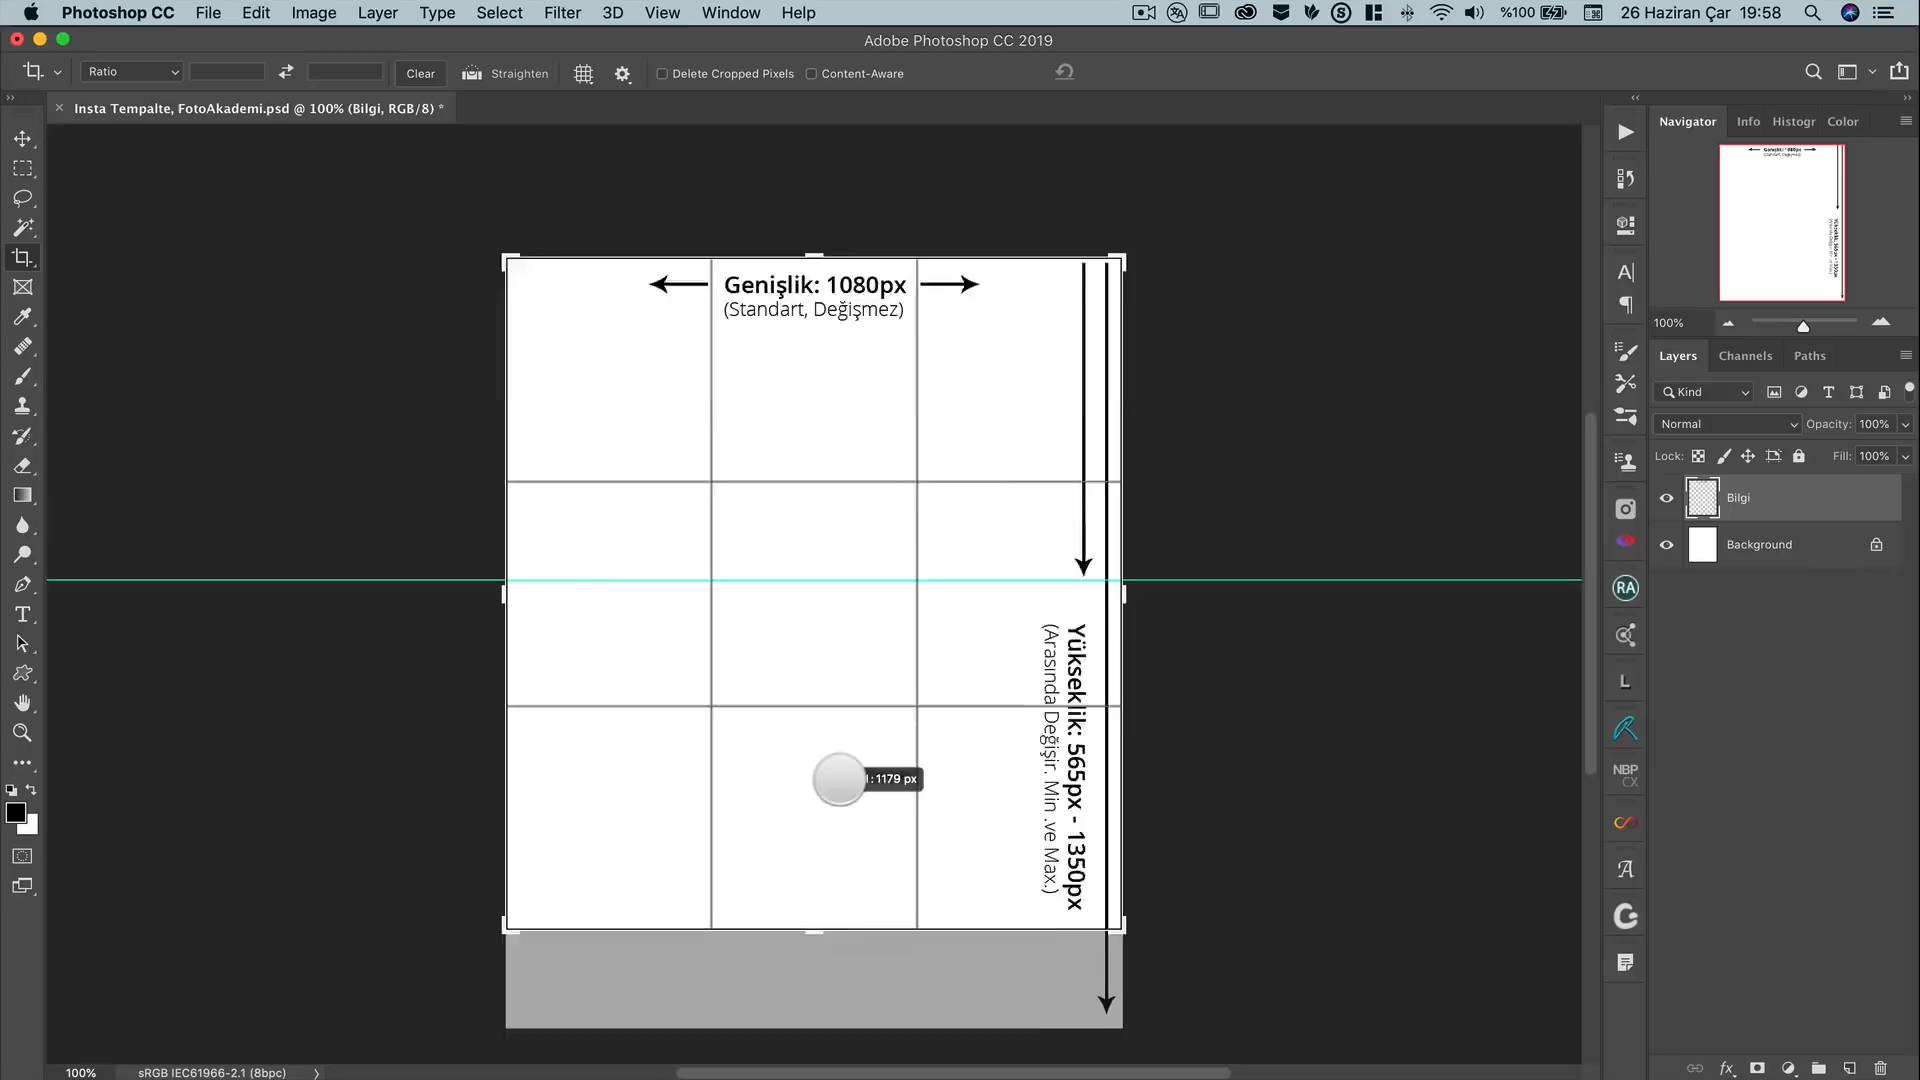 Photoshop CC File Edit Image Layer Type Select Filter 3D View Window Help %100 26 Haziran Çar 19:58
Adobe Photoshop CC 2019
Ratio Clear Straighten Delete Cropped Pixels Content-Aware
Insta Tempalte, FotoAkademi.psd @ 100% (Bilgi, RGB/8) *
Navigator Info Histogr Color
Genişlik: 1080px
(Standart, Değişmez)
Yükseklik: 565px - 1350px
(Arasında Değişir. Min .ve Max.)
: 1179 px
100%
Layers Channels Paths
Kind
Normal Opacity: 100%
Lock: Fill: 100%
Bilgi
Background
RA
L
NBP
CX
100% sRGB IEC61966-2.1 (8bpc)